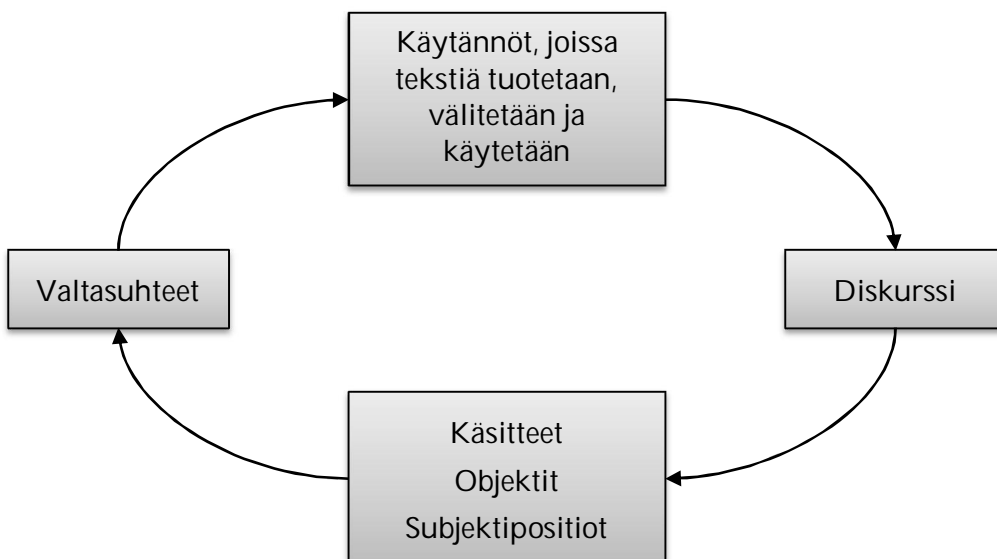 Käytännöt, joissa
tekstiä tuotetaan,
välitetään ja
käytetään
Valtasuhteet
Diskurssi
Käsitteet
Objektit
Subjektipositiot